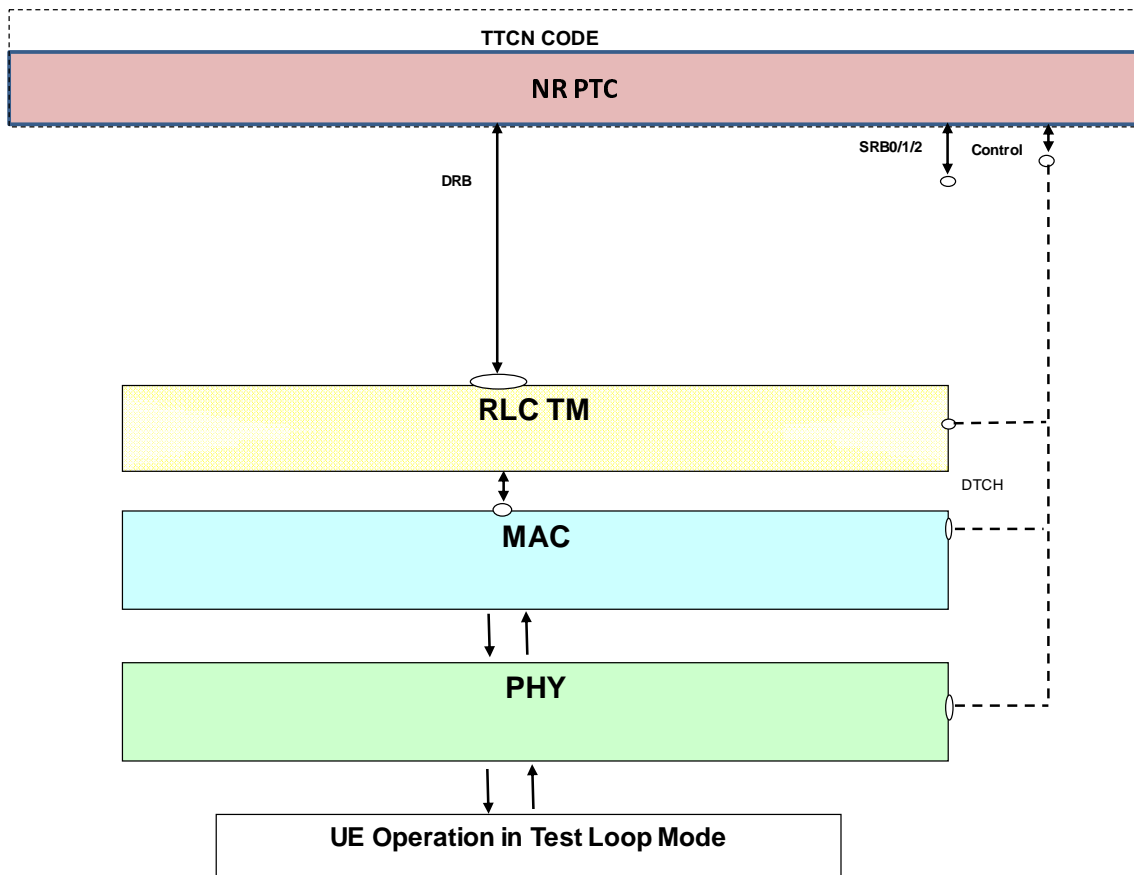 TTCN CODE
NR PTC
SRB0/1/2
Control
DRB
RLC TM
DTCH
MAC
PHY
UE Operation in Test Loop Mode